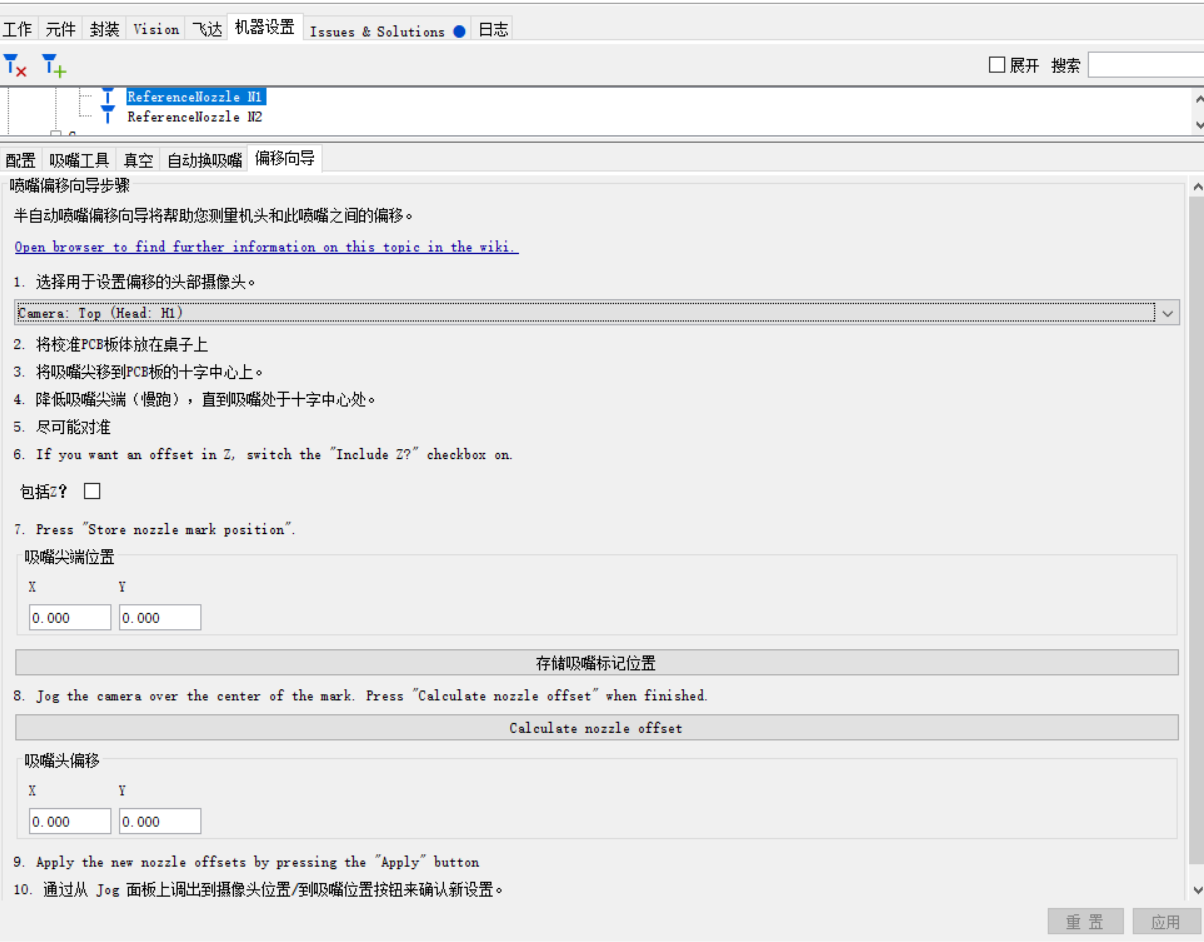 工作 元件 封装 Vision 飞达 机器设置 Issues & Solutions 日志
展开 搜索
ReferenceNozzle N1
ReferenceNozzle N2
配置 吸嘴工具 真空 自动换吸嘴 偏移向导
喷嘴偏移向导步骤
半自动喷嘴偏移向导将帮助您测量机头和此喷嘴之间的偏移。
Open browser to find further information on this topic in the wiki.
1. 选择用于设置偏移的头部摄像头。
Camera: Top (Head: H1)
2. 将校准PCB板体放在桌子上
3. 将吸嘴尖移到PCB板的十字中心上。
4. 降低吸嘴尖端（慢跑），直到吸嘴处于十字中心处。
5. 尽可能对准
6. If you want an offset in Z, switch the "Include Z?" checkbox on.
包括Z?
7. Press "Store nozzle mark position".
吸嘴尖端位置
X Y
0.000 0.000
存储吸嘴标记位置
8. Jog the camera over the center of the mark. Press "Calculate nozzle offset" when finished.
Calculate nozzle offset
吸嘴头偏移
X Y
0.000 0.000
9. Apply the new nozzle offsets by pressing the "Apply" button
10. 通过从 Jog 面板上调出到摄像头位置/到吸嘴位置按钮来确认新设置。
重置 应用